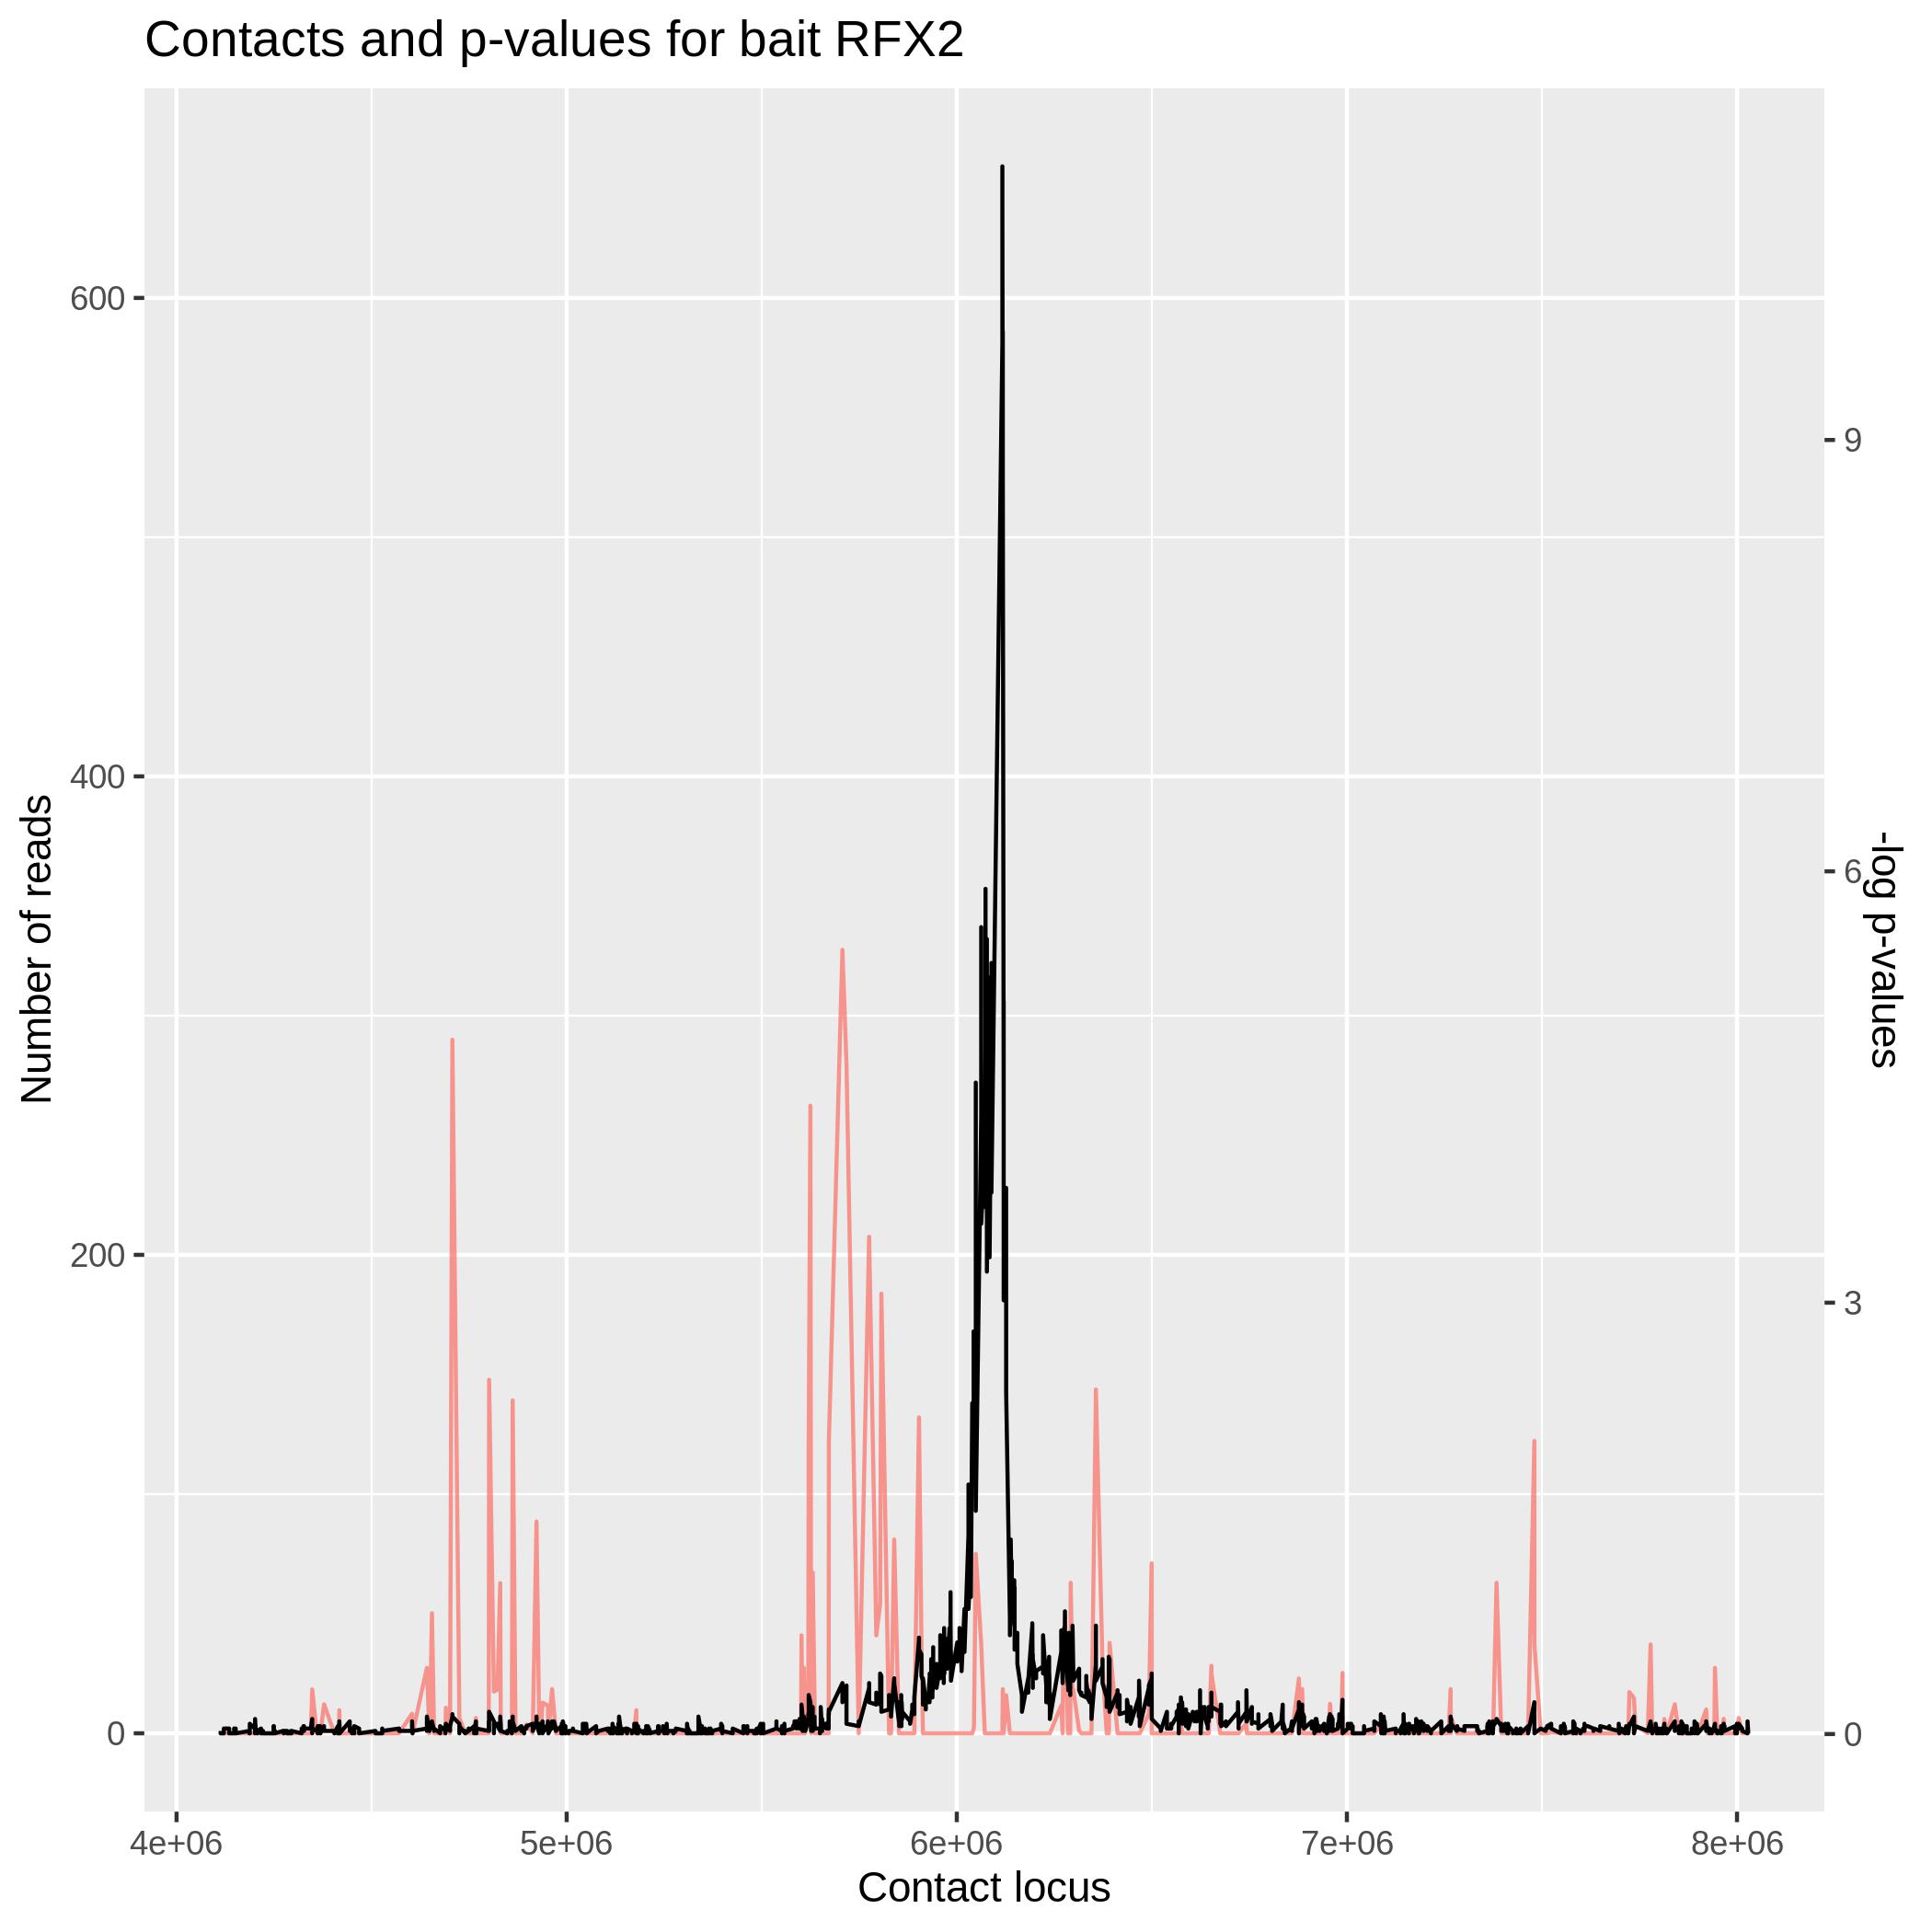 Contacts and p-values for bait RFX2
600
400
200
0
9
6
3
0
Number of reads
-log p-values
4e+06 5e+06 6e+06 7e+06 8e+06
Contact locus